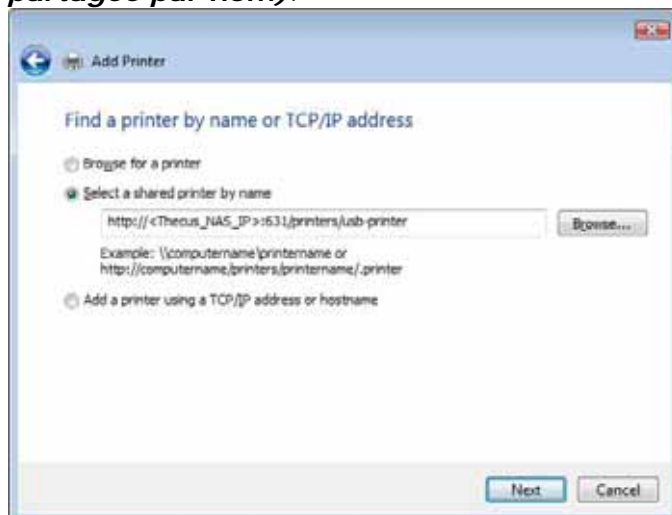 partagée par nom).
Add Printer
Find a printer by name or TCP/IP address
Browse for a printer
Select a shared printer by name
http://<Thecus_NAS_IP>:631/printers/usb-printer
Browse...
Example: \\computername\printername or
http://computername/printers/printername/.printer
Add a printer using a TCP/IP address or hostname
Next
Cancel